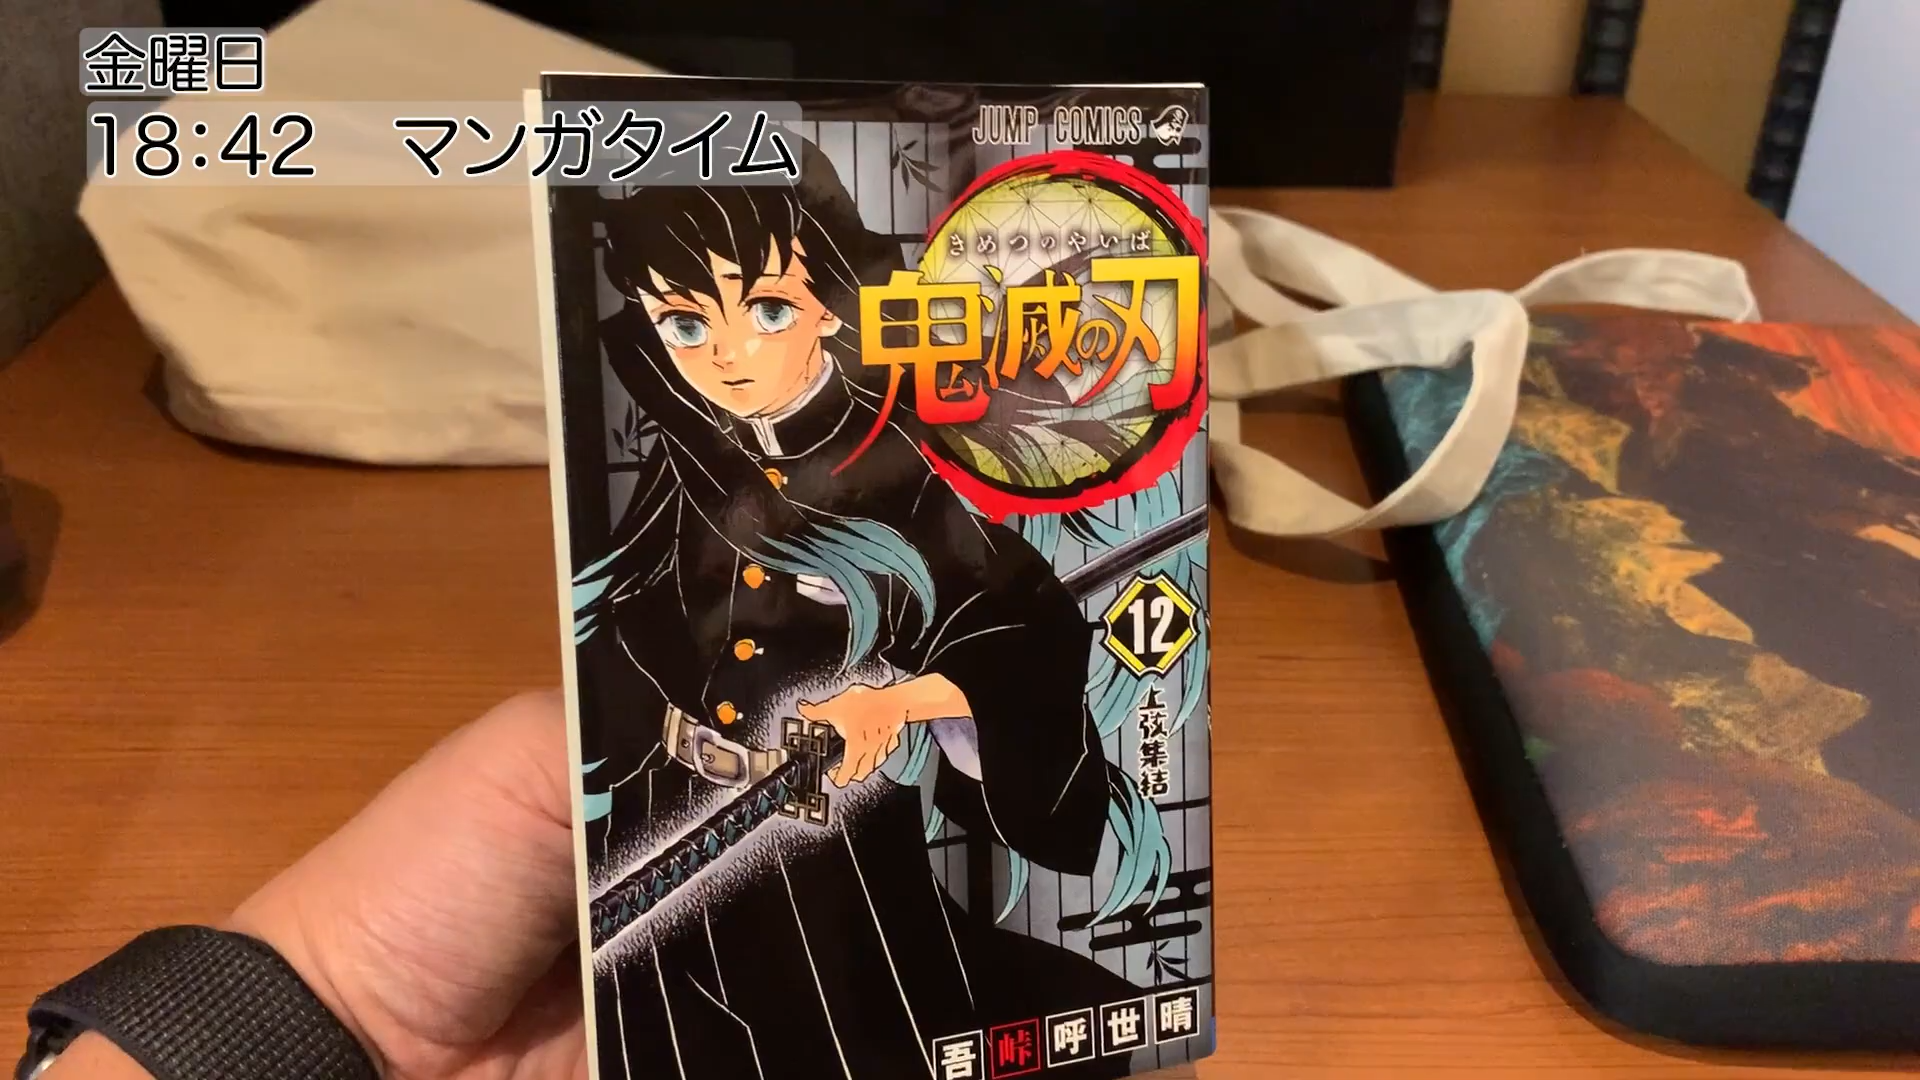 金曜日
18:42 マンガタイム
JUMP COMICS
きめつのやいば
鬼滅の刃
12
上弦集結
吾峠呼世晴